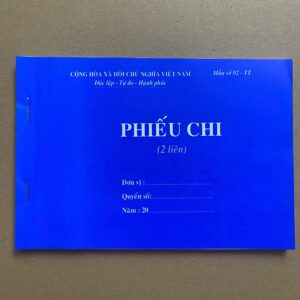 CỘNG HÒA XÃ HỘI CHỦ NGHĨA VIỆT NAM Mẫu số 02 - TT
Độc lập - Tự do - Hạnh phúc
PHIẾU CHI
(2 liên)
Đơn vị :
Quyển số:
Năm : 20